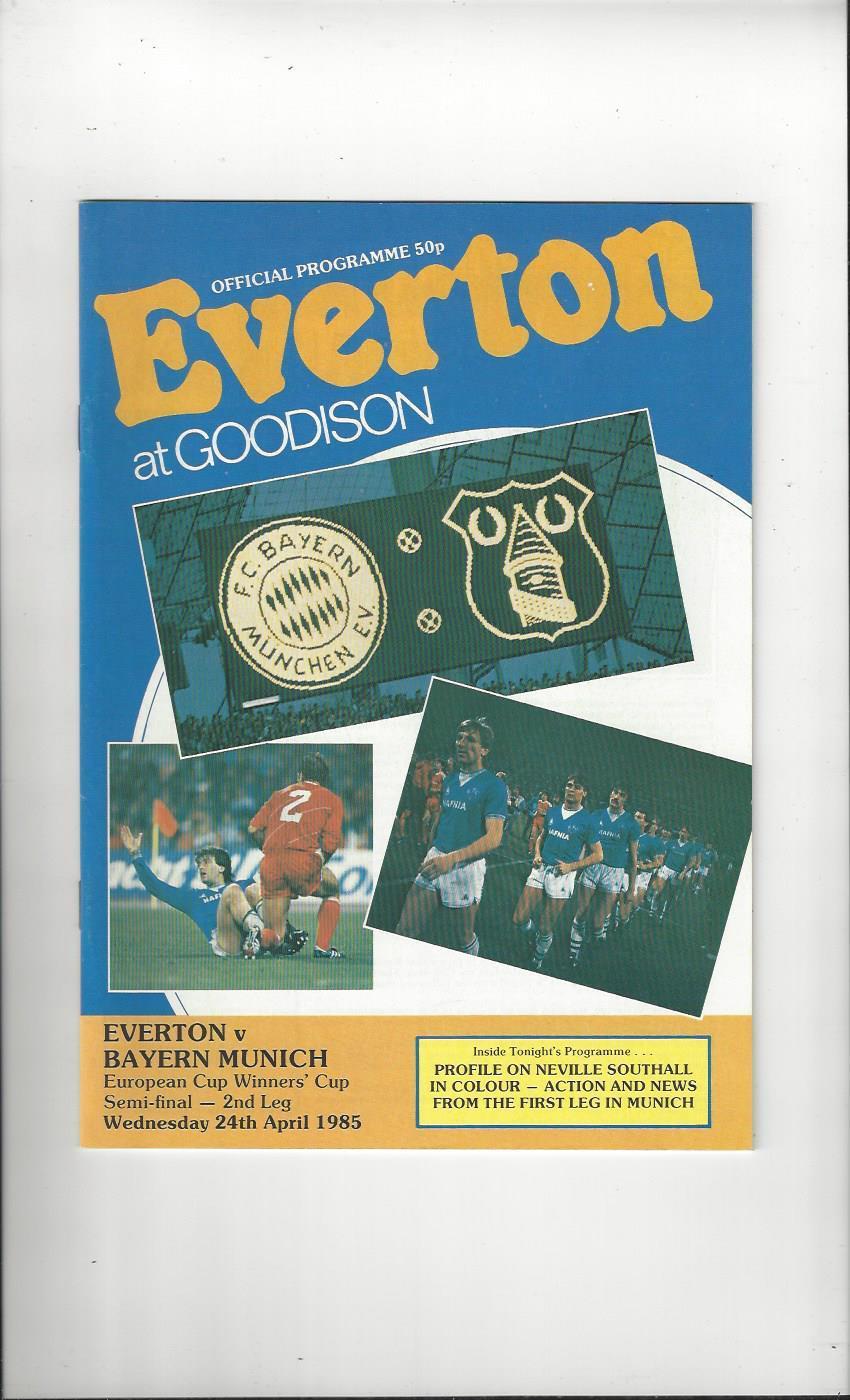 OFFICIAL PROGRAMME 50p
Everton
at GOODISON
F.C. BAYERN
MÜNCHEN E.V
2
HAFNIA
HAFNIA
HAFNIA
EVERTON v
BAYERN MUNICH
European Cup Winners' Cup
Semi-final — 2nd Leg
Wednesday 24th April 1985
Inside Tonight's Programme . . .
PROFILE ON NEVILLE SOUTHALL
IN COLOUR — ACTION AND NEWS
FROM THE FIRST LEG IN MUNICH